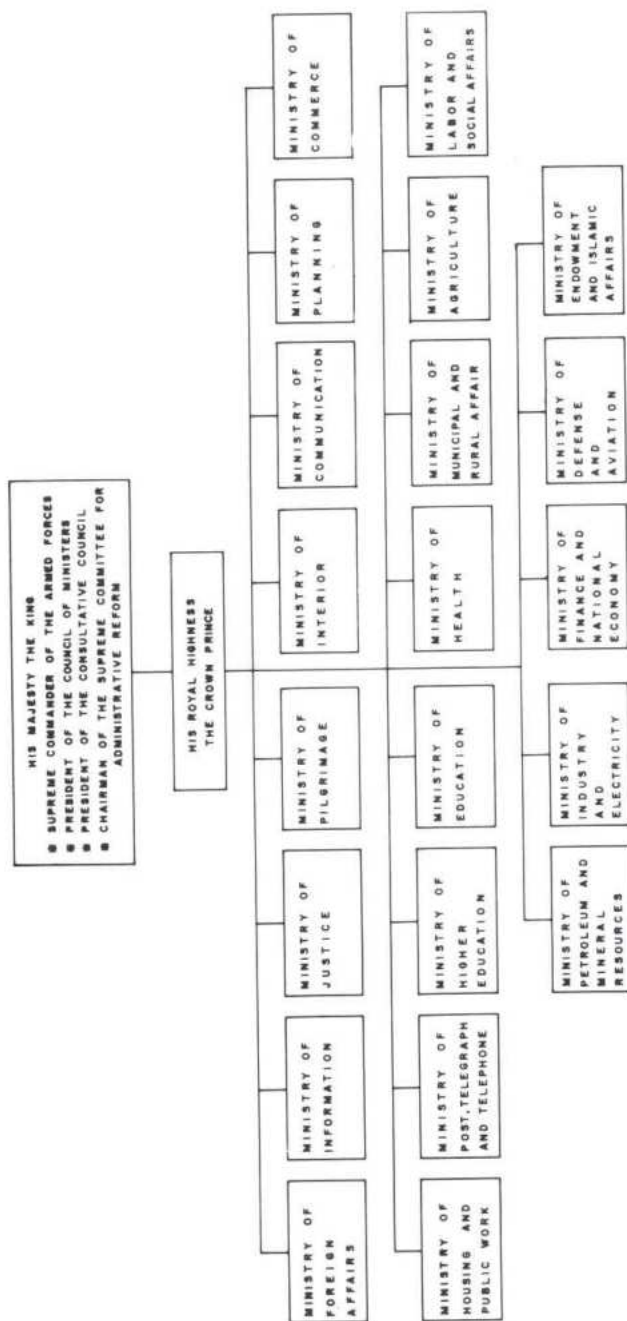 HIS MAJESTY THE KING
● SUPREME COMMANDER OF THE ARMED FORCES
● PRESIDENT OF THE COUNCIL OF MINISTERS
● PRESIDENT OF THE CONSULTATIVE COUNCIL
● CHAIRMAN OF THE SUPREME COMMITTEE FOR
ADMINISTRATIVE REFORM
HIS ROYAL HIGHNESS
THE CROWN PRINCE
MINISTRY OF
FOREIGN
AFFAIRS
MINISTRY OF
INFORMATION
MINISTRY OF
JUSTICE
MINISTRY OF
PILGRIMAGE
MINISTRY OF
INTERIOR
MINISTRY OF
COMMUNICATION
MINISTRY OF
PLANNING
MINISTRY OF
COMMERCE
MINISTRY OF
HOUSING AND
PUBLIC WORK
MINISTRY OF
POST, TELEGRAPH
AND TELEPHONE
MINISTRY OF
HIGHER
EDUCATION
MINISTRY OF
EDUCATION
MINISTRY OF
HEALTH
MINISTRY OF
MUNICIPAL AND
RURAL AFFAIR
MINISTRY OF
AGRICULTURE
MINISTRY OF
LABOR AND
SOCIAL AFFAIRS
MINISTRY OF
PETROLEUM AND
MINERAL
RESOURCES
MINISTRY OF
INDUSTRY
AND
ELECTRICITY
MINISTRY OF
FINANCE AND
NATIONAL
ECONOMY
MINISTRY OF
DEFENSE
AND
AVIATION
MINISTRY OF
ENDOWMENT
AND ISLAMIC
AFFAIRS